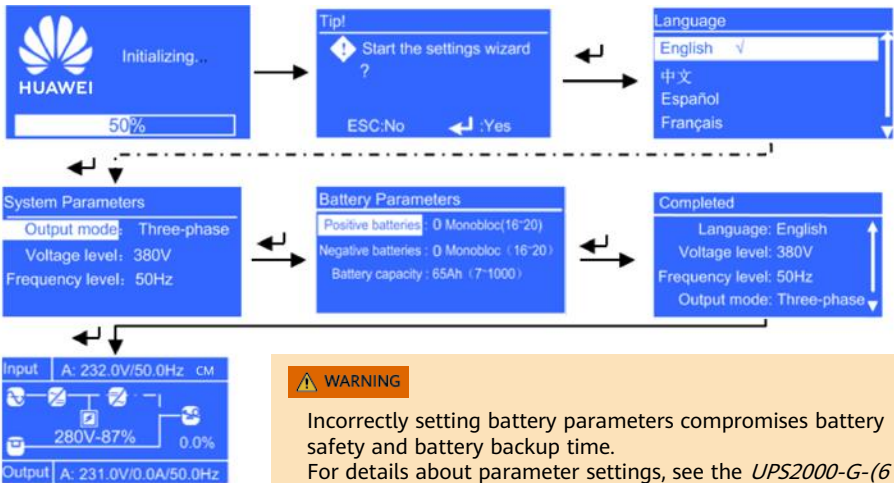 Initializing...
HUAWEI
50%
Tip!
Start the settings wizard
?
ESC:No :Yes
Language
English √
中文
Español
Français
System Parameters
Output mode: Three-phase
Voltage level: 380V
Frequency level: 50Hz
Battery Parameters
Positive batteries : 0 Monobloc(16~20)
Negative batteries : 0 Monobloc (16~20)
Battery capacity : 65Ah (7~1000)
Completed
Language: English
Voltage level: 380V
Frequency level: 50Hz
Output mode: Three-phase
Input A: 232.0V/50.0Hz CM
280V-87% 0.0%
Output A: 231.0V/0.0A/50.0Hz
WARNING
Incorrectly setting battery parameters compromises battery
safety and battery backup time.
For details about parameter settings, see the UPS2000-G-(6